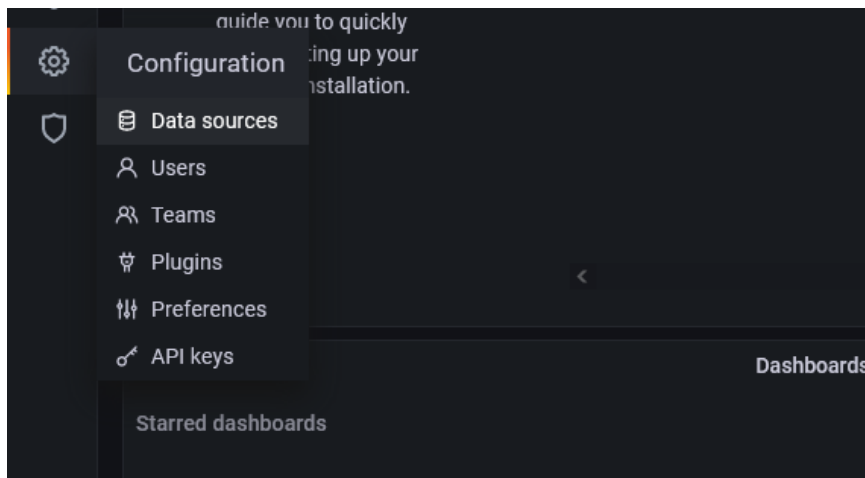 guide you to quickly
ting up your
nstallation.
Configuration
Data sources
Users
Teams
Plugins
Preferences
API keys
Dashboards
Starred dashboards